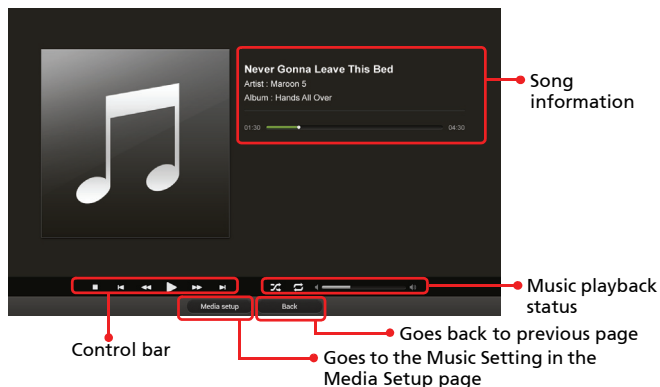 Never Gonna Leave This Bed
Artist : Maroon 5
Album : Hands All Over
01:30
04:30
Song
information
Media setup
Back
Music playback
status
Control bar
Goes back to previous page
Goes to the Music Setting in the
Media Setup page